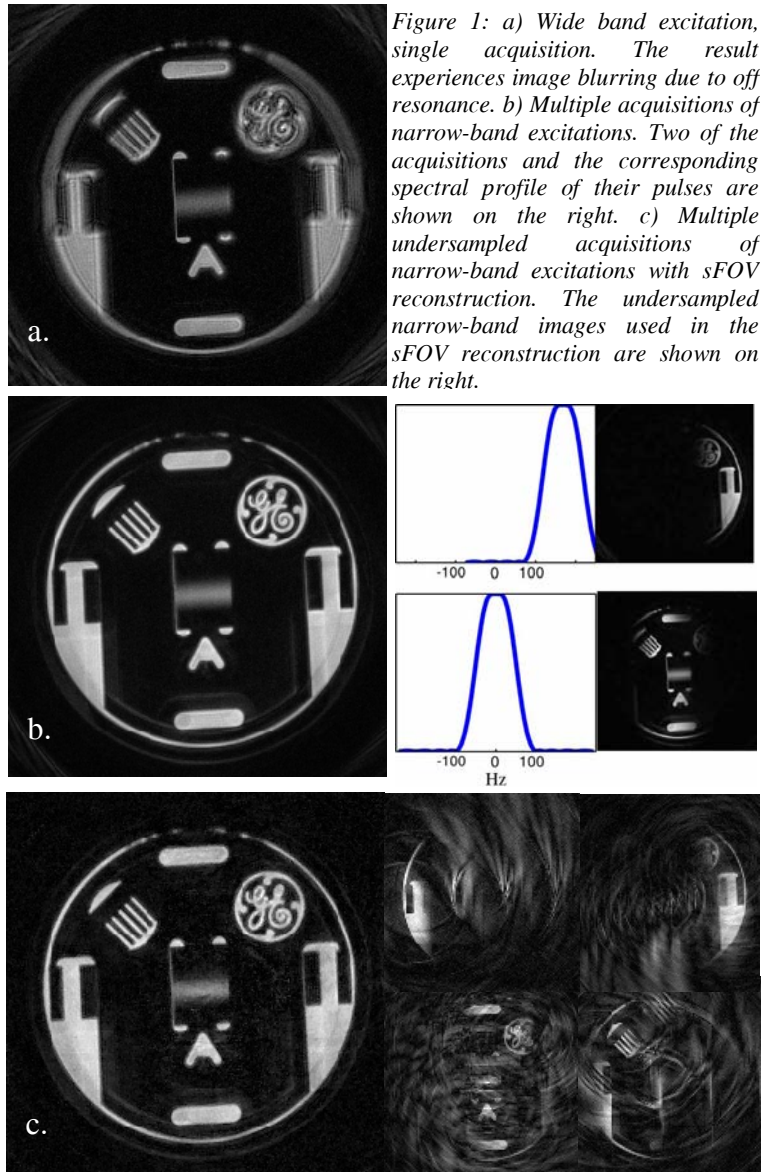 Figure 1: a) Wide band excitation,
single acquisition. The result
experiences image blurring due to off
resonance. b) Multiple acquisitions of
narrow-band excitations. Two of the
acquisitions and the corresponding
spectral profile of their pulses are
shown on the right. c) Multiple
undersampled acquisitions of
narrow-band excitations with sFOV
reconstruction. The undersampled
narrow-band images used in the
sFOV reconstruction are shown on
the right.
a.
GE
b.
-100 0 100
-100 0 100
Hz
GE
c.